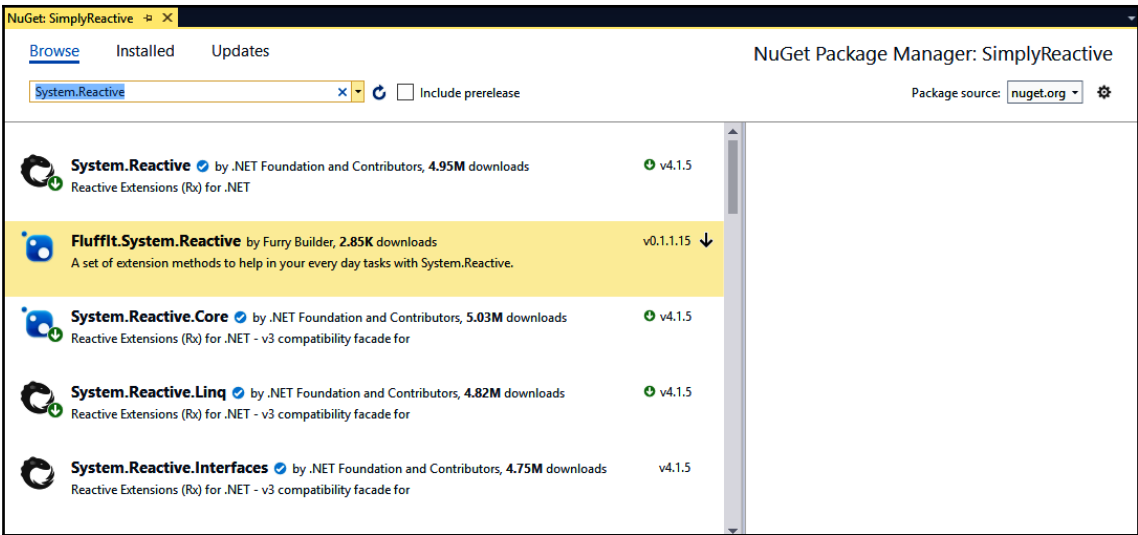 NuGet: SimplyReactive
Browse Installed Updates
NuGet Package Manager: SimplyReactive
System.Reactive
Include prerelease
Package source: nuget.org
System.Reactive by .NET Foundation and Contributors, 4.95M downloads v4.1.5
Reactive Extensions (Rx) for .NET
FluffIt.System.Reactive by Furry Builder, 2.85K downloads v0.1.1.15
A set of extension methods to help in your every day tasks with System.Reactive.
System.Reactive.Core by .NET Foundation and Contributors, 5.03M downloads v4.1.5
Reactive Extensions (Rx) for .NET - v3 compatibility facade for
System.Reactive.Linq by .NET Foundation and Contributors, 4.82M downloads v4.1.5
Reactive Extensions (Rx) for .NET - v3 compatibility facade for
System.Reactive.Interfaces by .NET Foundation and Contributors, 4.75M downloads v4.1.5
Reactive Extensions (Rx) for .NET - v3 compatibility facade for